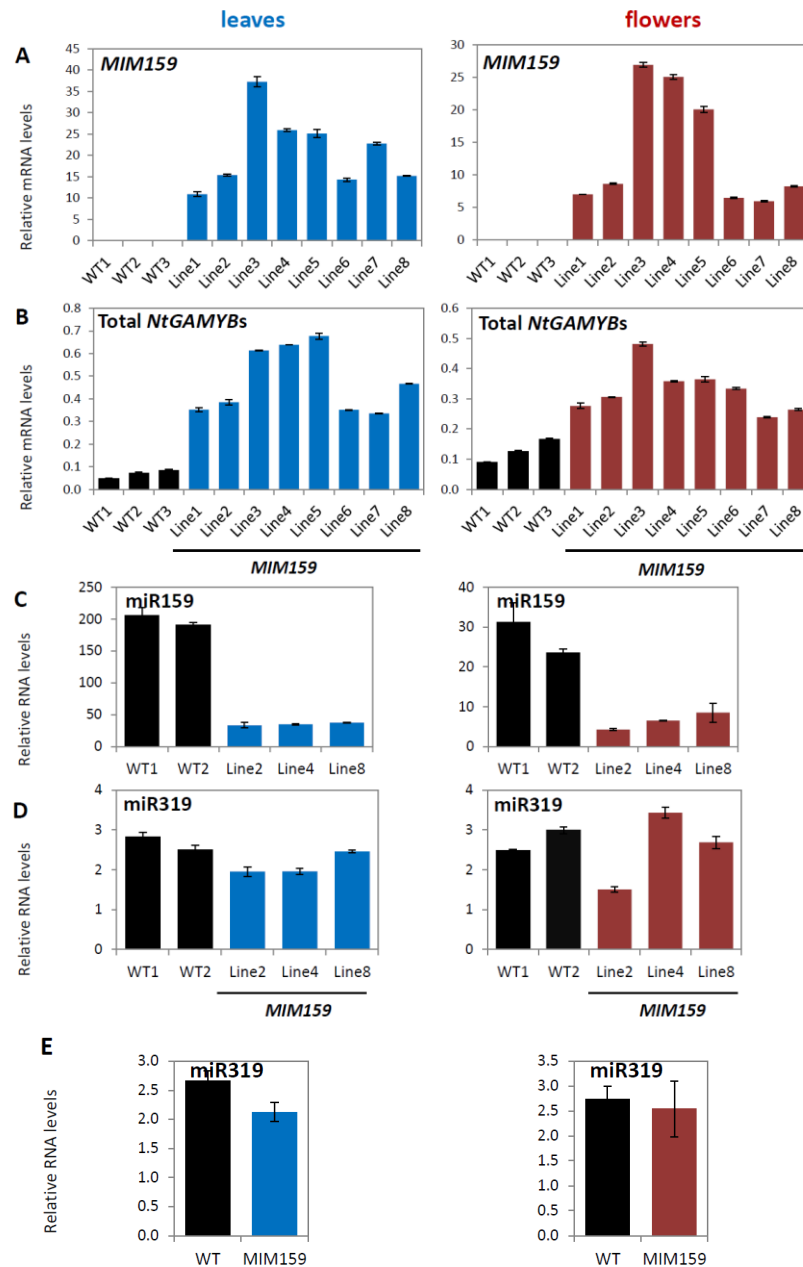 leaves
flowers
A
MIM159
Relative mRNA levels
45
40
35
30
25
20
15
10
5
0
WT1 WT2 WT3 Line1 Line2 Line3 Line4 Line5 Line6 Line7 Line8
MIM159
30
25
20
15
10
5
0
WT1 WT2 WT3 Line1 Line2 Line3 Line4 Line5 Line6 Line7 Line8
B
Total NtGAMYBs
Relative mRNA levels
0.8
0.7
0.6
0.5
0.4
0.3
0.2
0.1
0.0
WT1 WT2 WT3 Line1 Line2 Line3 Line4 Line5 Line6 Line7 Line8
MIM159
Total NtGAMYBs
0.6
0.5
0.4
0.3
0.2
0.1
0.0
WT1 WT2 WT3 Line1 Line2 Line3 Line4 Line5 Line6 Line7 Line8
MIM159
C
miR159
Relative RNA levels
250
200
150
100
50
0
WT1 WT2 Line2 Line4 Line8
miR159
40
30
20
10
0
WT1 WT2 Line2 Line4 Line8
D
miR319
Relative RNA levels
4
3
2
1
0
WT1 WT2 Line2 Line4 Line8
MIM159
miR319
4
3
2
1
0
WT1 WT2 Line2 Line4 Line8
MIM159
E
miR319
Relative RNA levels
3.0
2.5
2.0
1.5
1.0
0.5
0.0
WT MIM159
miR319
3.5
3.0
2.5
2.0
1.5
1.0
0.5
0.0
WT MIM159